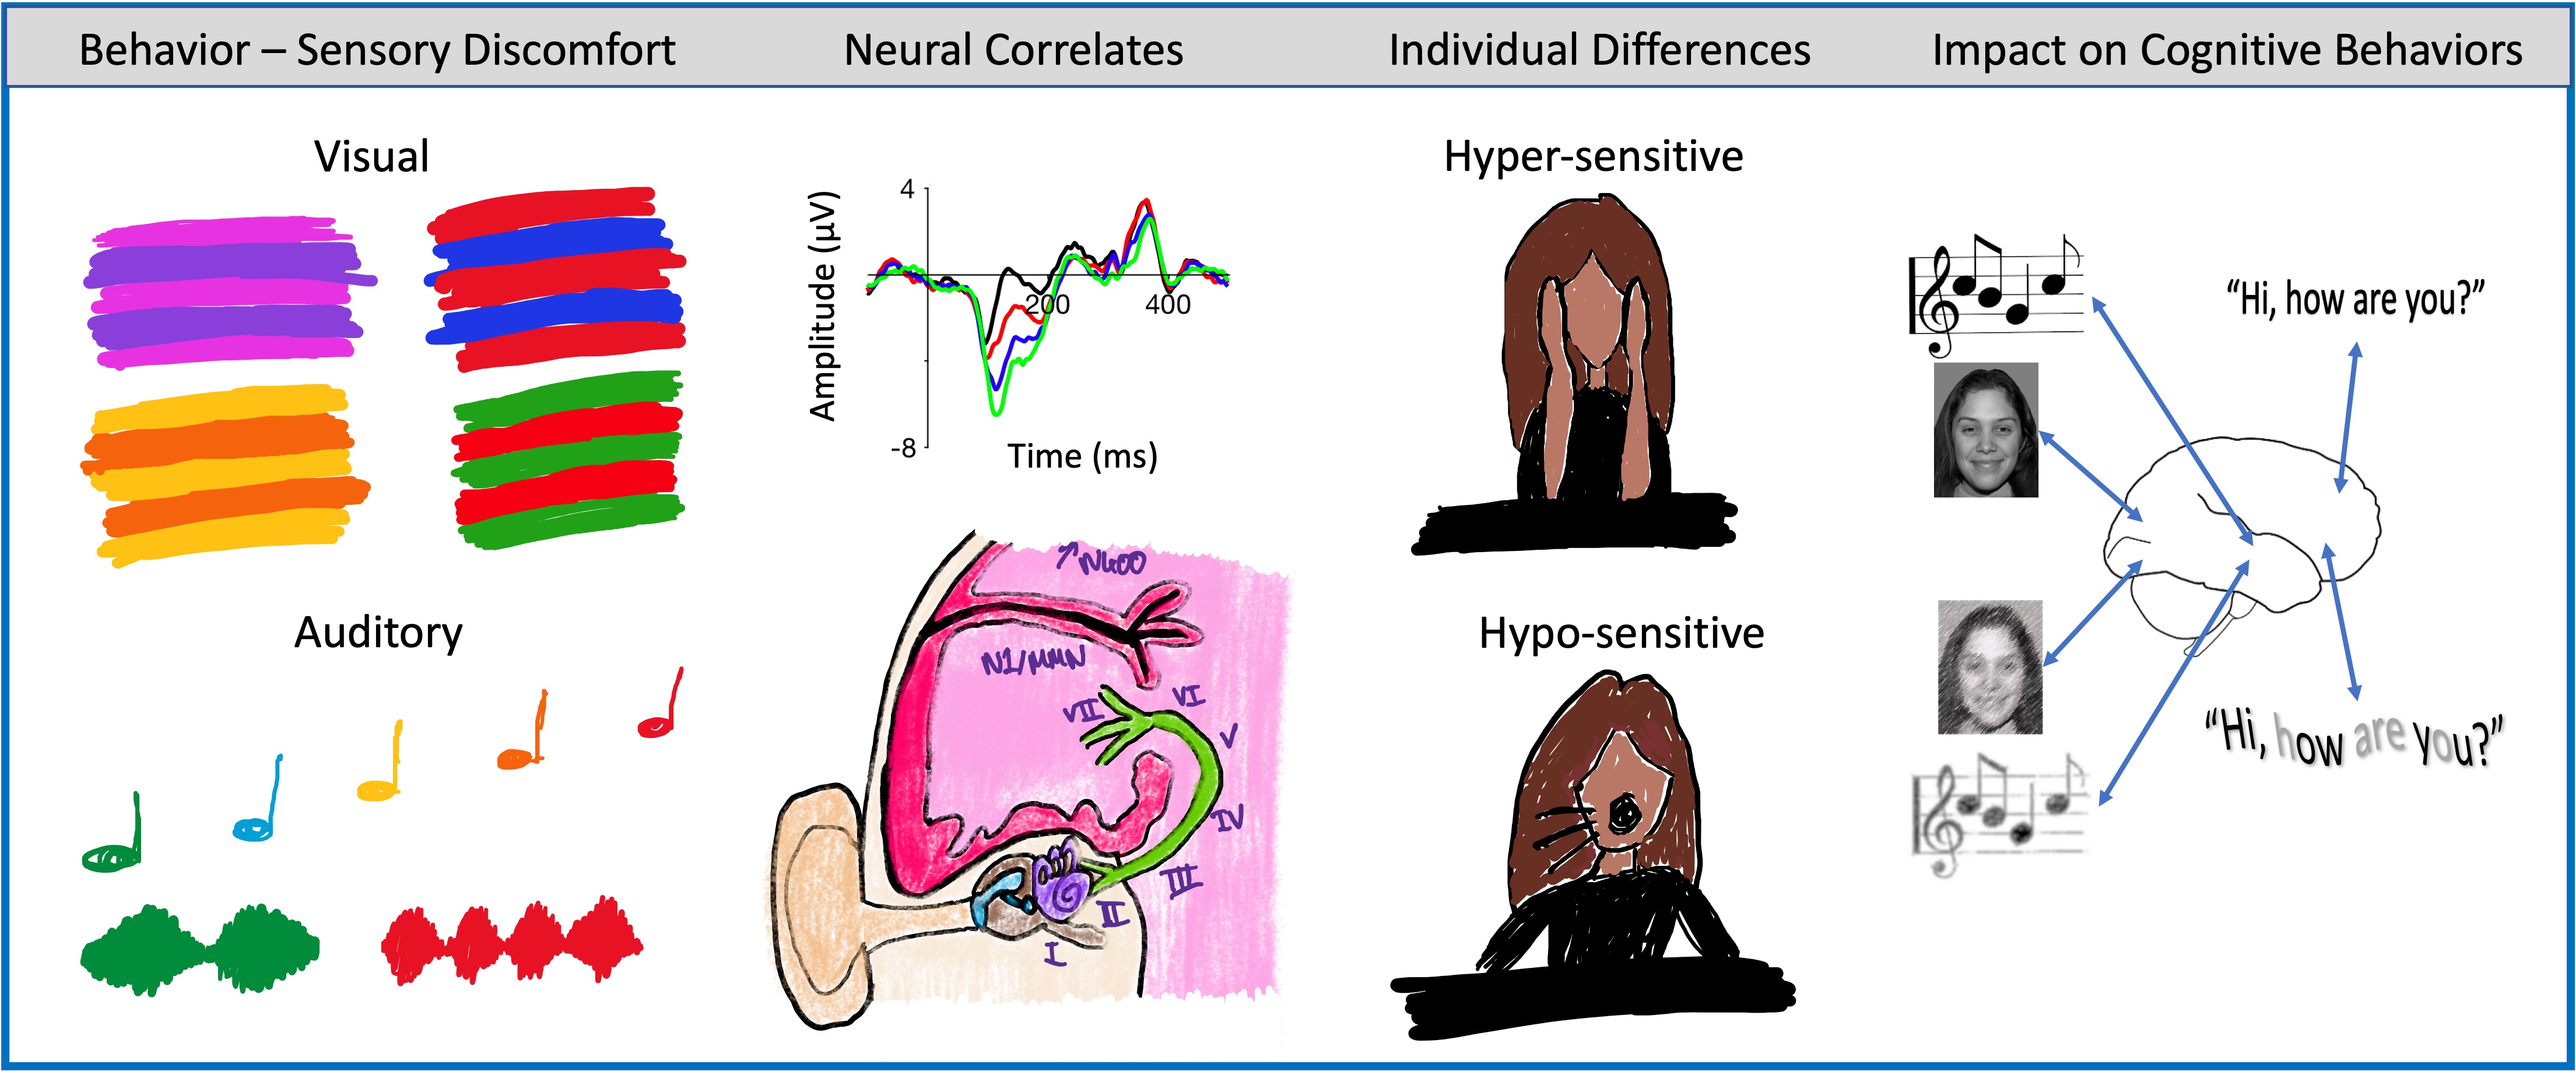 Behavior – Sensory Discomfort
Neural Correlates
Individual Differences
Impact on Cognitive Behaviors
Visual
Auditory
4
Amplitude (µV)
200
400
-8
Time (ms)
↑N400
N1/MMN
VII
VI
V
IV
III
II
I
Hyper-sensitive
Hypo-sensitive
“Hi, how are you?”
“Hi, how are you?”